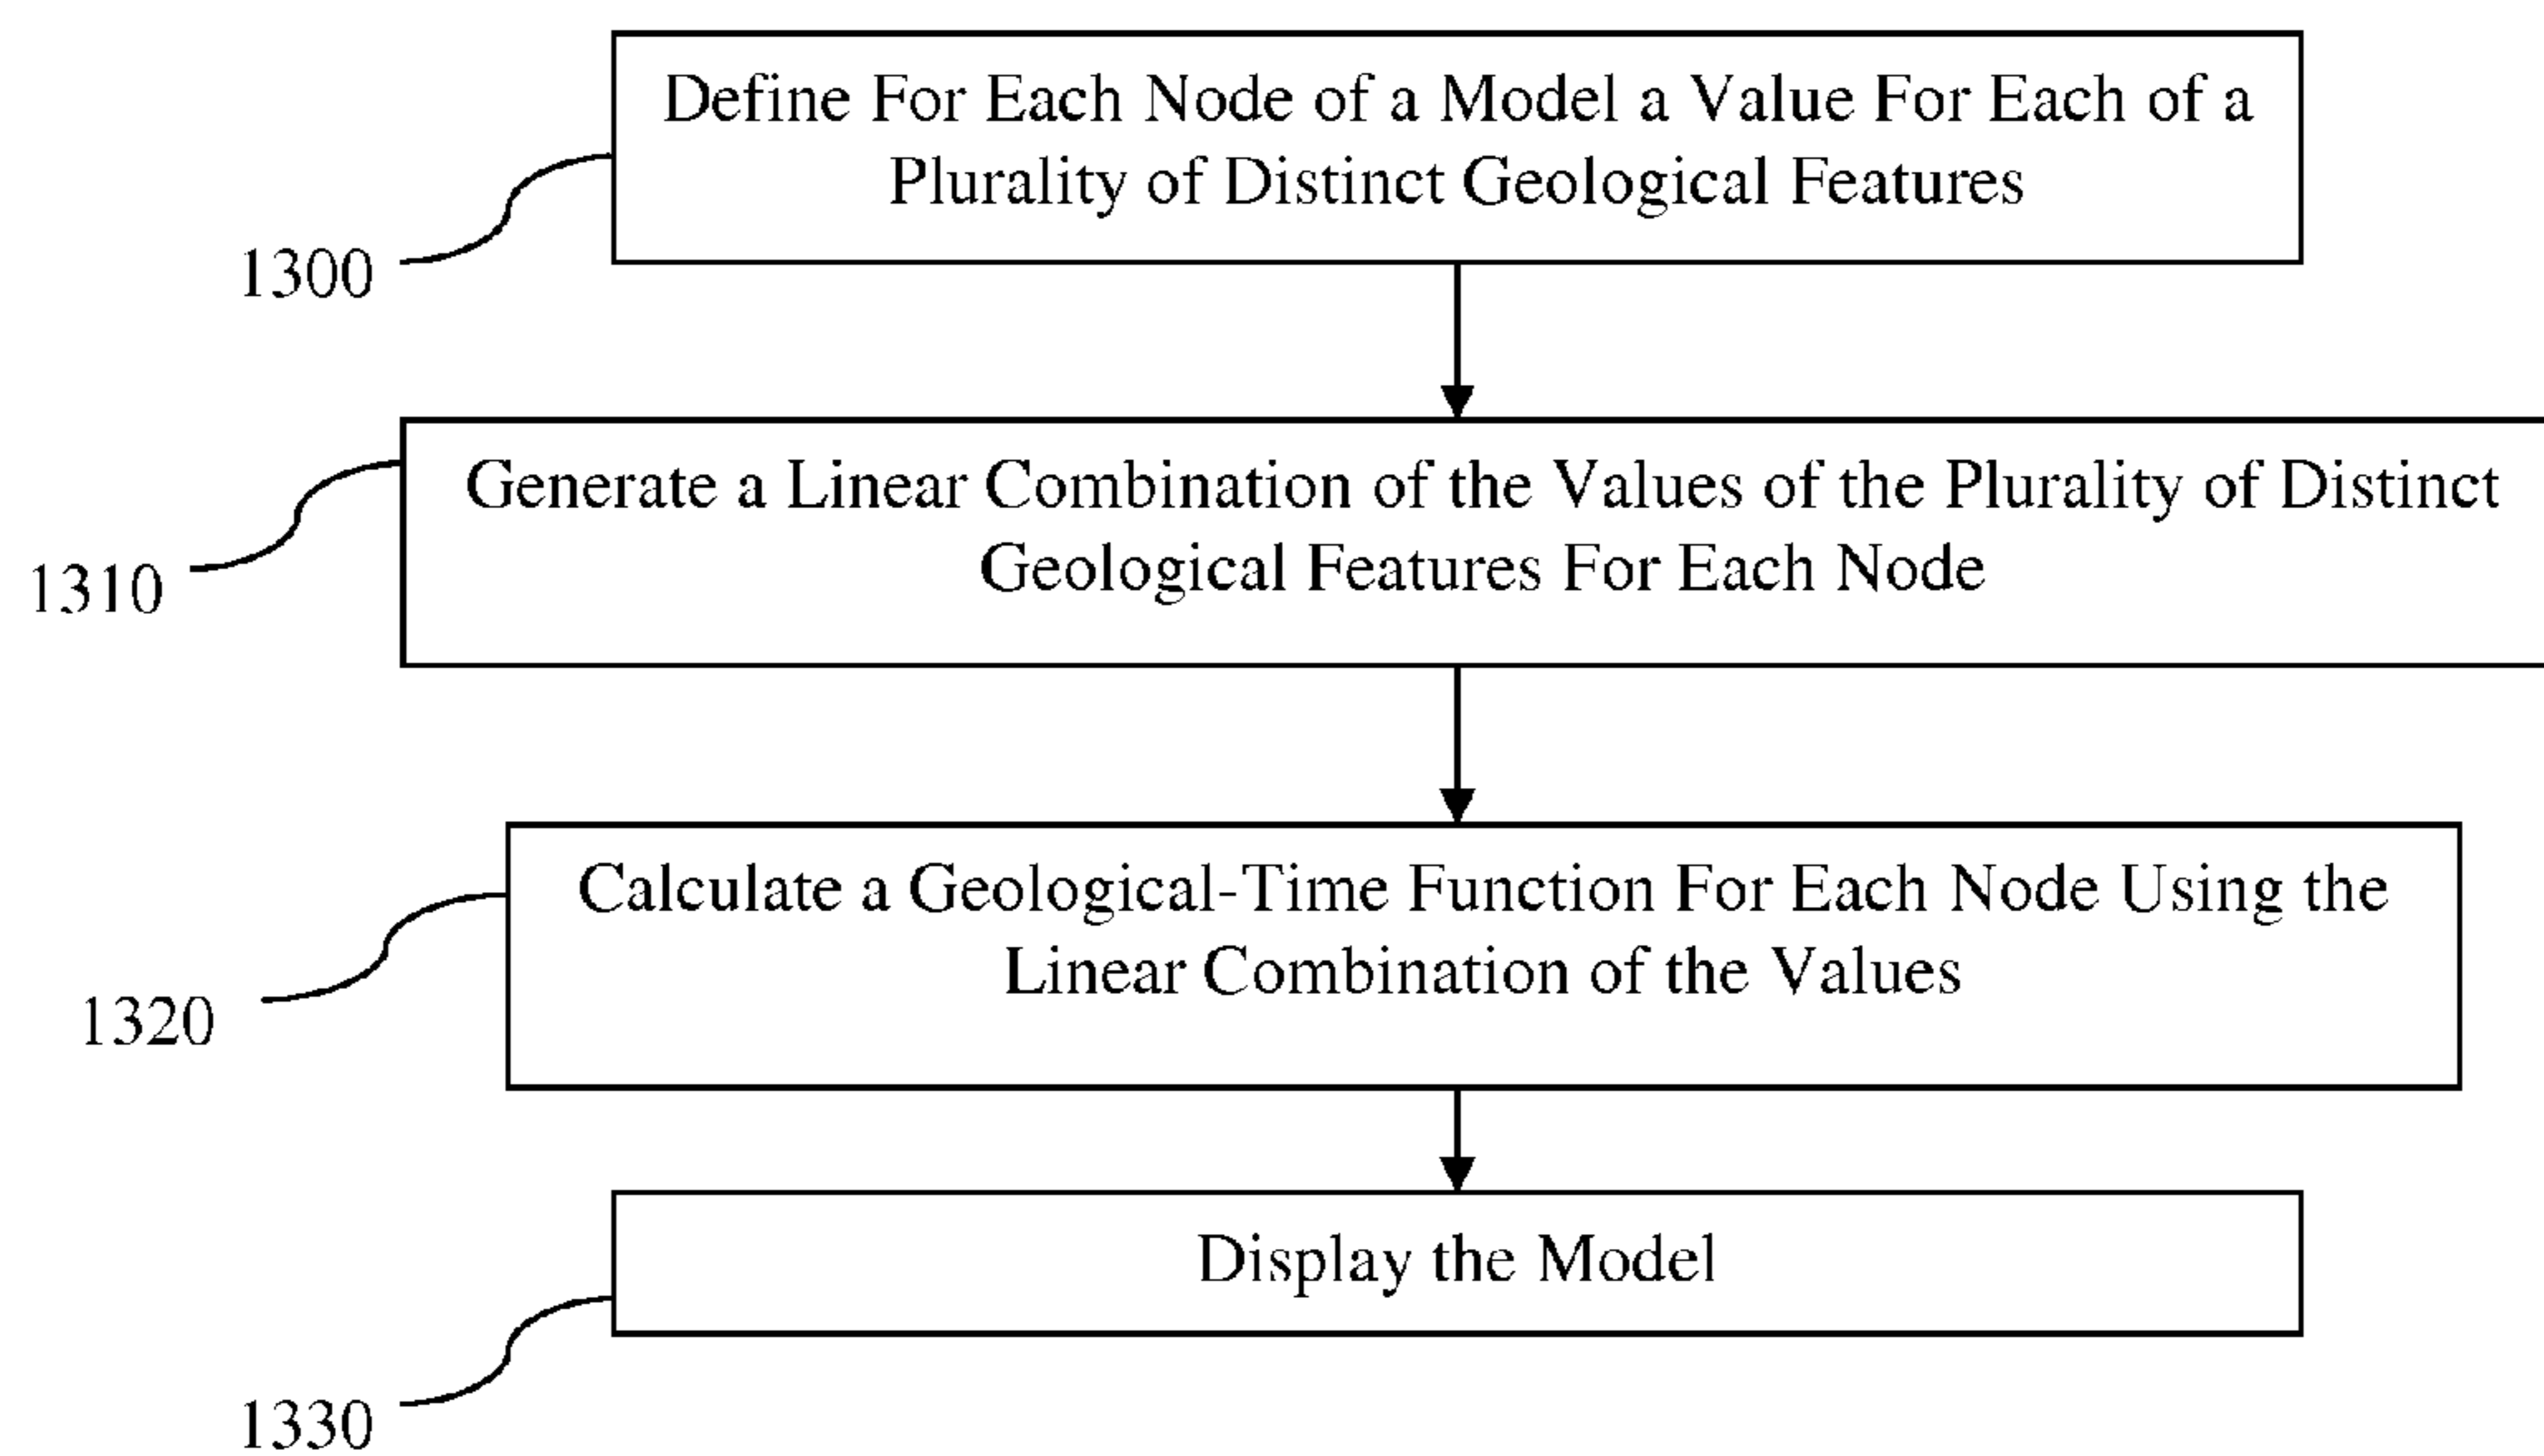 Define For Each Node of a Model a Value For Each of a
Plurality of Distinct Geological Features
1300
Generate a Linear Combination of the Values of the Plurality of Distinct
Geological Features For Each Node
1310
Calculate a Geological-Time Function For Each Node Using the
Linear Combination of the Values
1320
Display the Model
1330